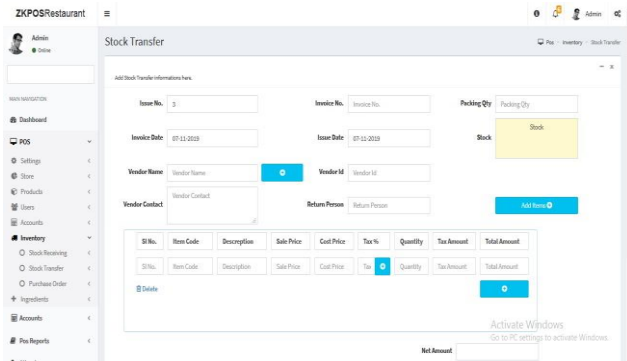 ZKPOSRestaurant
Admin
Admin
Online
Stock Transfer
Pos - Inventory - Stock Transfer
MAIN NAVIGATION
Dashboard
POS
Settings
Store
Products
Users
Accounts
Inventory
Stock Receiving
Stock Transfer
Purchase Order
Ingredients
Accounts
Pos Reports
Add Stock Transfer informations here.
Issue No. 3 Invoice No. Invoice No. Packing Qty Packing Qty
Invoice Date 07-11-2019 Issue Date 07-11-2019 Stock Stock
Vendor Name Vendor Name Vendor Id Vendor Id
Vendor Contact Vendor Contact Return Person Return Person Add Items
Sl No. Item Code Descreption Sale Price Cost Price Tax % Quantity Tax Amount Total Amount
Sl No. Item Code Description Sale Price Cost Price Tax Quantity Tax Amount Total Amount
Delete
Net Amount
Activate Windows
Go to PC settings to activate Windows.